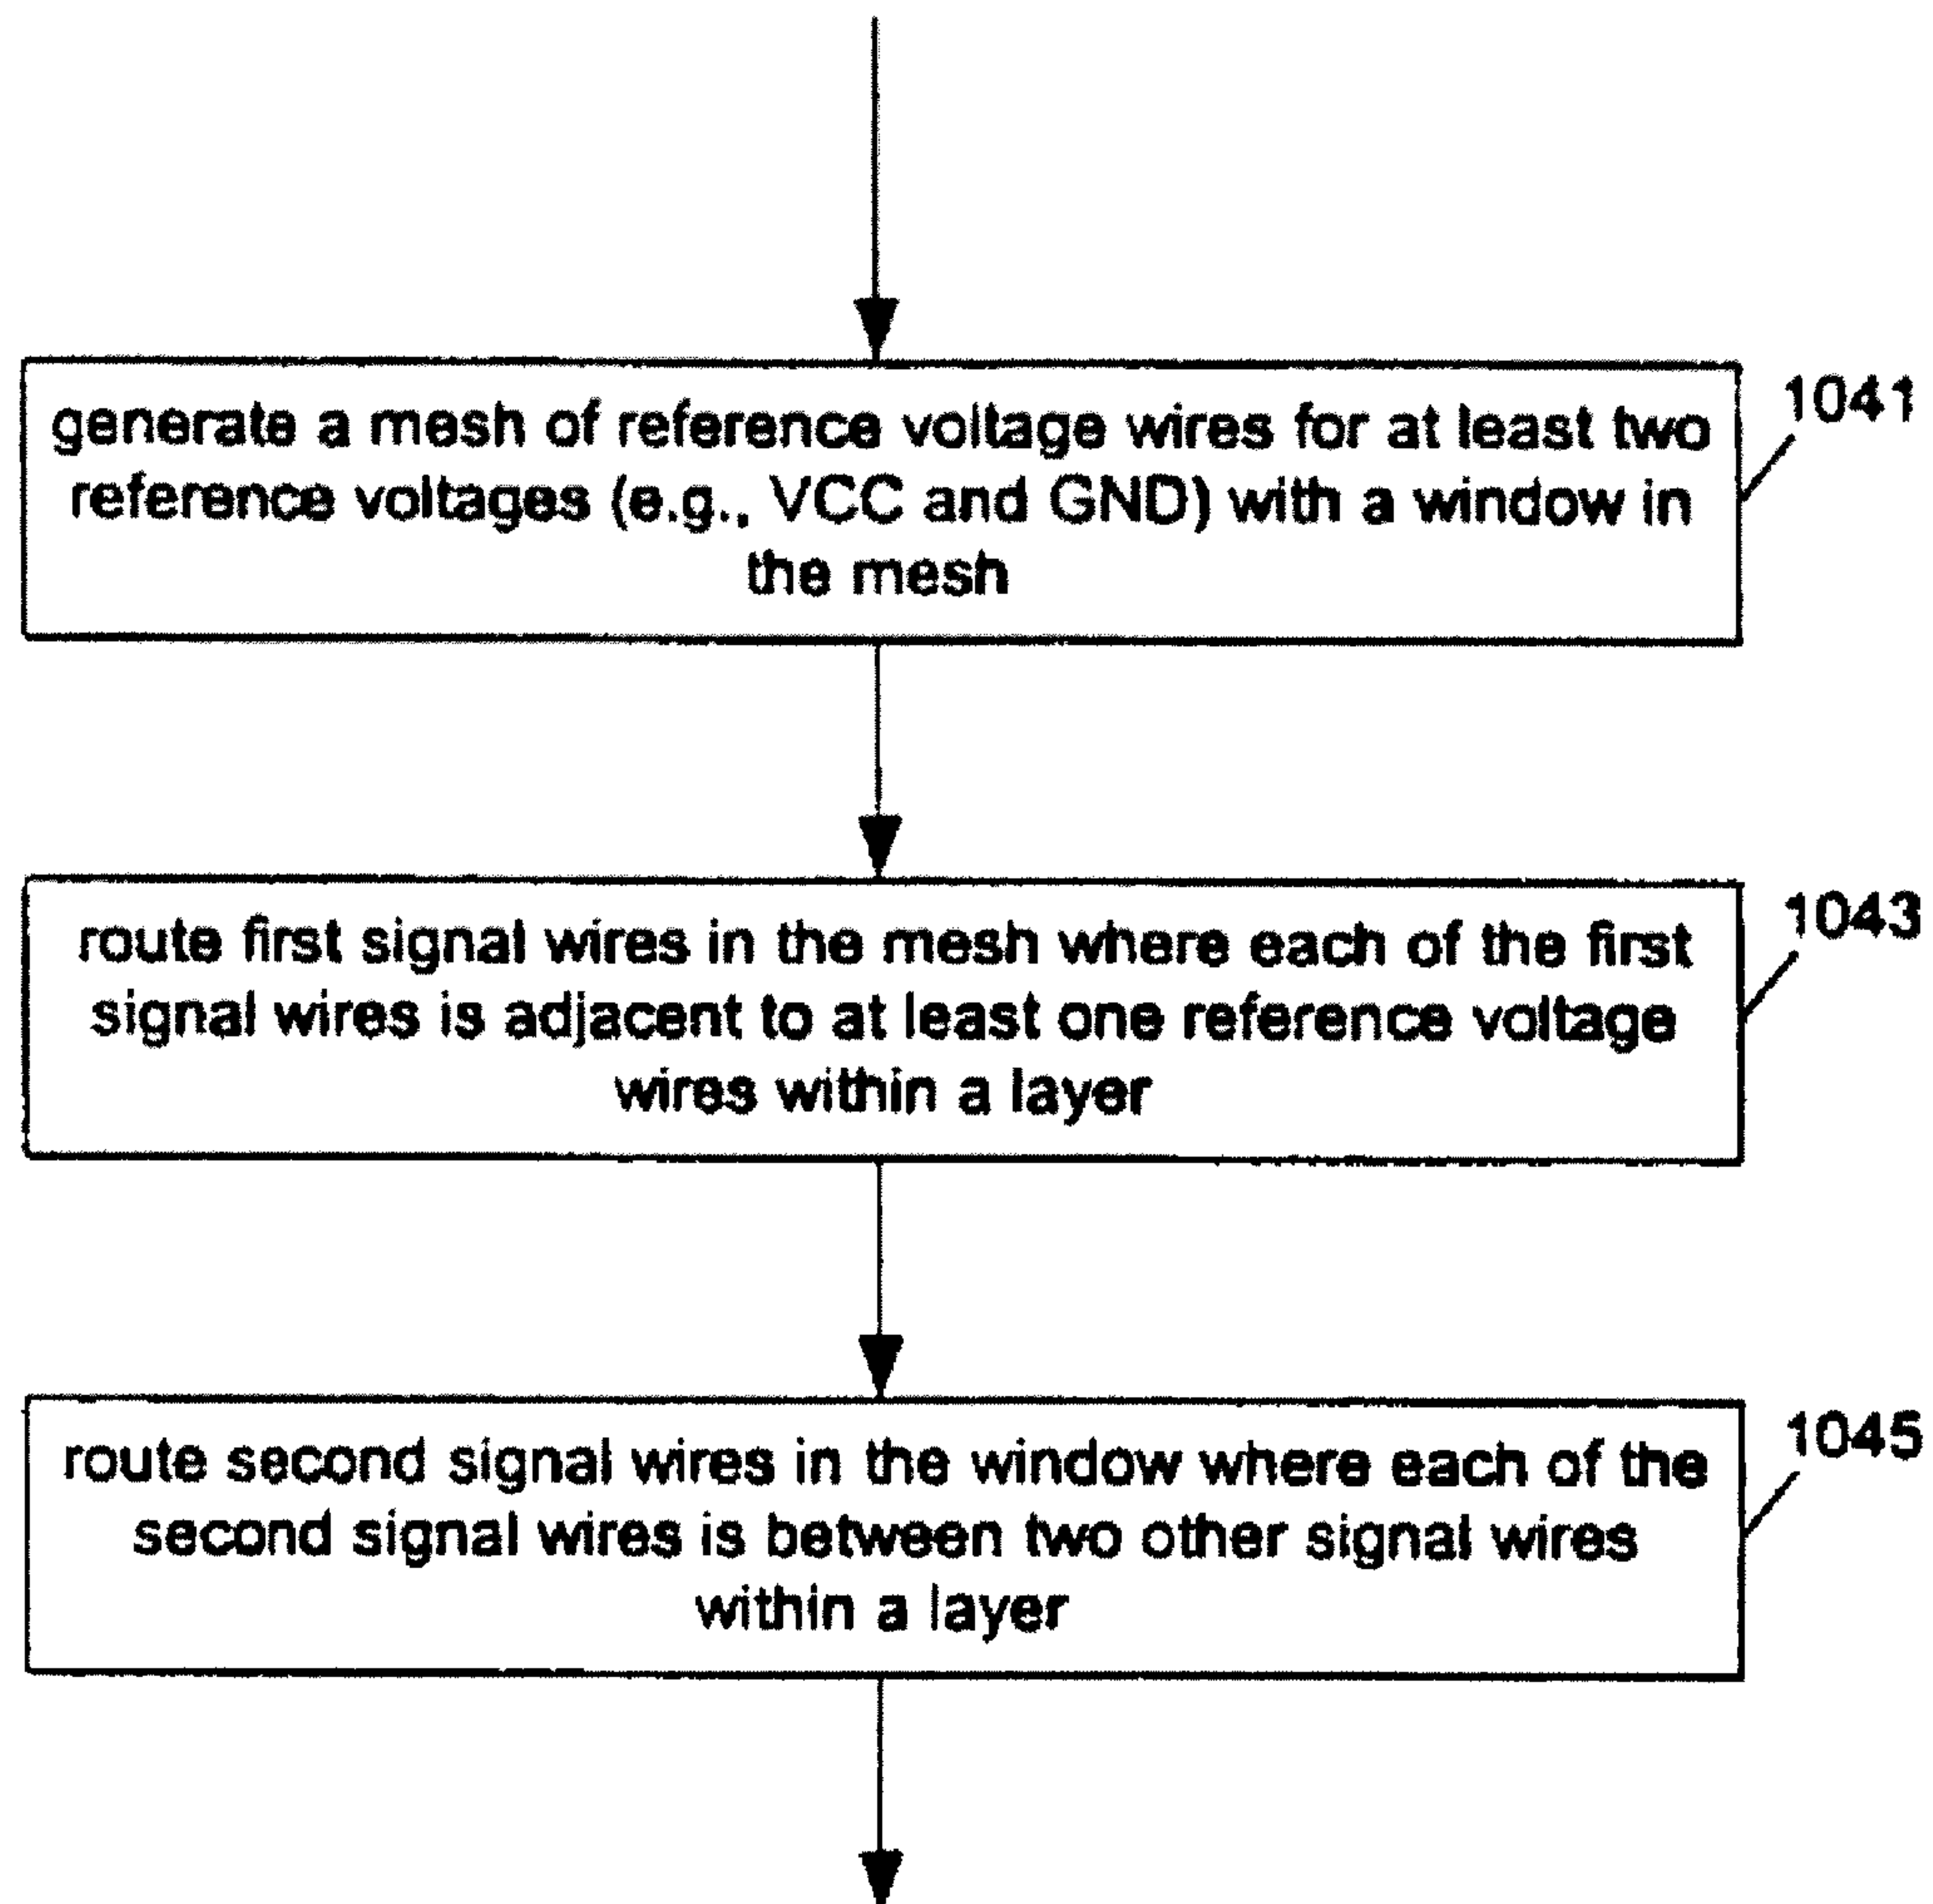 generate a mesh of reference voltage wires for at least two
reference voltages (e.g., VCC and GND) with a window in
the mesh
1041
route first signal wires in the mesh where each of the first
signal wires is adjacent to at least one reference voltage
wires within a layer
1043
route second signal wires in the window where each of the
second signal wires is between two other signal wires
within a layer
1045